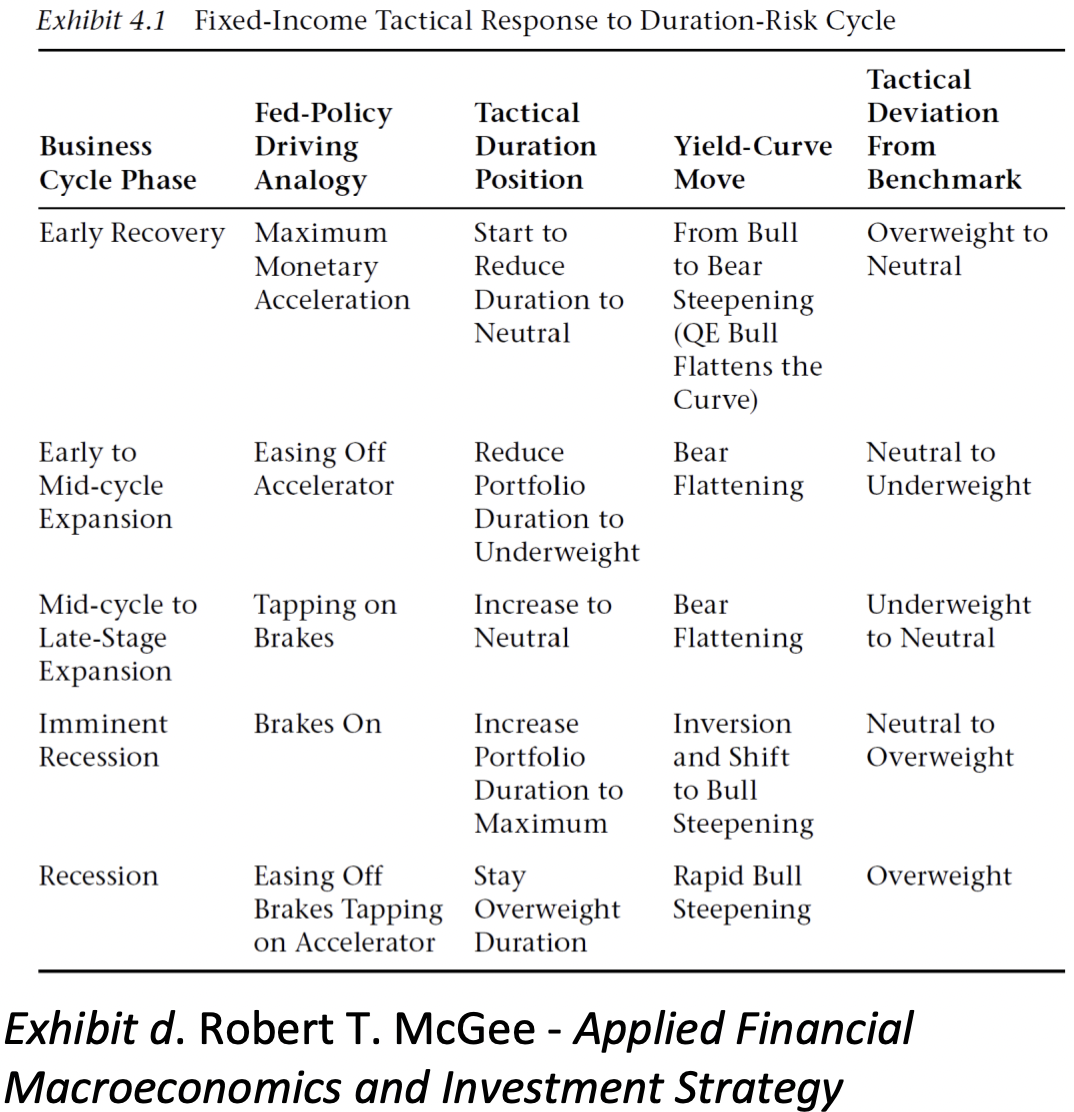 Exhibit 4.1 Fixed-Income Tactical Response to Duration-Risk Cycle
Business Cycle Phase
Fed-Policy Driving Analogy
Tactical Duration Position
Yield-Curve Move
Tactical Deviation From Benchmark
Early Recovery
Maximum Monetary Acceleration
Start to Reduce Duration to Neutral
From Bull to Bear Steepening (QE Bull Flattens the Curve)
Overweight to Neutral
Early to Mid-cycle Expansion
Easing Off Accelerator
Reduce Portfolio Duration to Underweight
Bear Flattening
Neutral to Underweight
Mid-cycle to Late-Stage Expansion
Tapping on Brakes
Increase to Neutral
Bear Flattening
Underweight to Neutral
Imminent Recession
Brakes On
Increase Portfolio Duration to Maximum
Inversion and Shift to Bull Steepening
Neutral to Overweight
Recession
Easing Off Brakes Tapping on Accelerator
Stay Overweight Duration
Rapid Bull Steepening
Overweight
Exhibit d. Robert T. McGee - Applied Financial
Macroeconomics and Investment Strategy